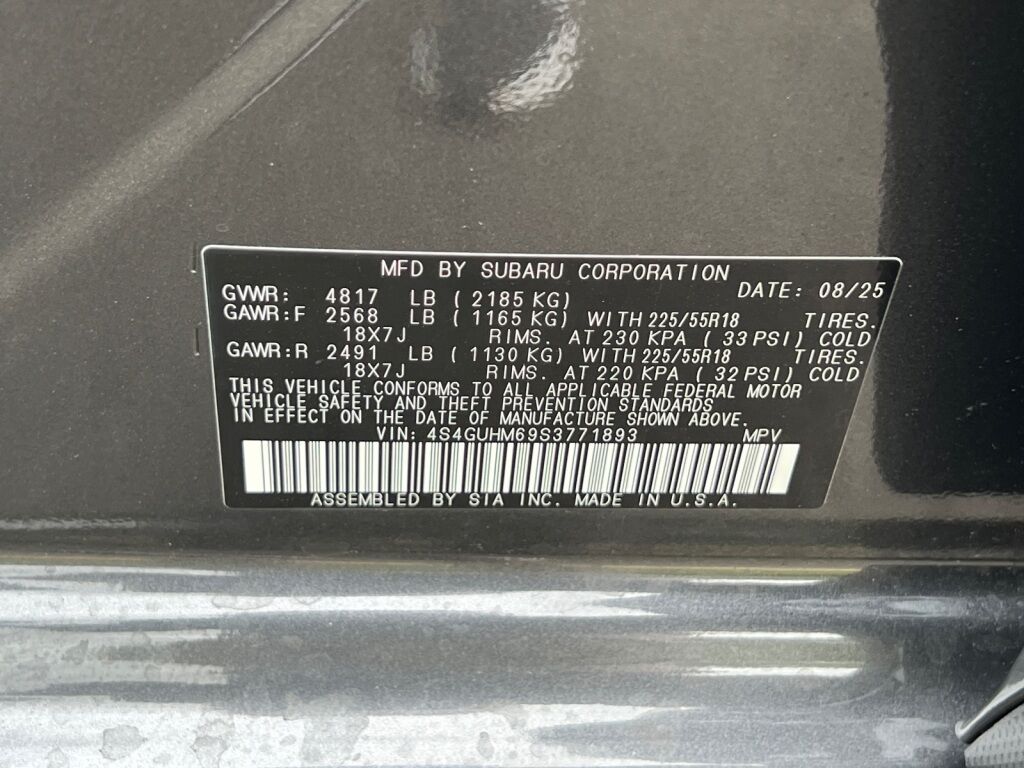 MFD BY SUBARU CORPORATION
DATE: 08/25
GVWR: 4817 LB ( 2185 KG)
GAWR:F 2568 LB ( 1165 KG) WITH 225/55R18 TIRES.
18X7J RIMS. AT 230 KPA ( 33 PSI) COLD
GAWR:R 2491 LB ( 1130 KG) WITH 225/55R18 TIRES.
18X7J RIMS. AT 220 KPA ( 32 PSI) COLD
THIS VEHICLE CONFORMS TO ALL APPLICABLE FEDERAL MOTOR
VEHICLE SAFETY AND THEFT PREVENTION STANDARDS
IN EFFECT ON THE DATE OF MANUFACTURE SHOWN ABOVE.
VIN: 4S4GUHM69S3771893 MPV
ASSEMBLED BY SIA INC. MADE IN U.S.A.